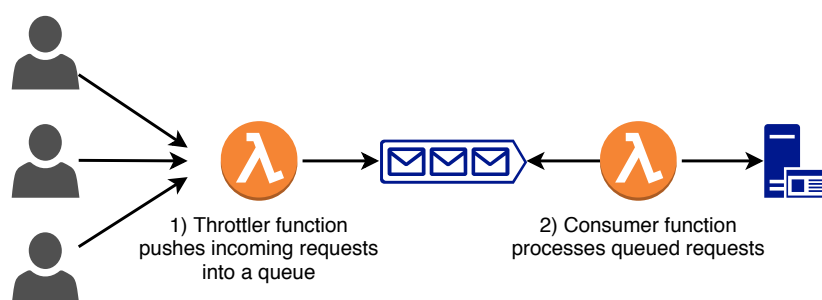 1) Throttler function
pushes incoming requests
into a queue
2) Consumer function
processes queued requests